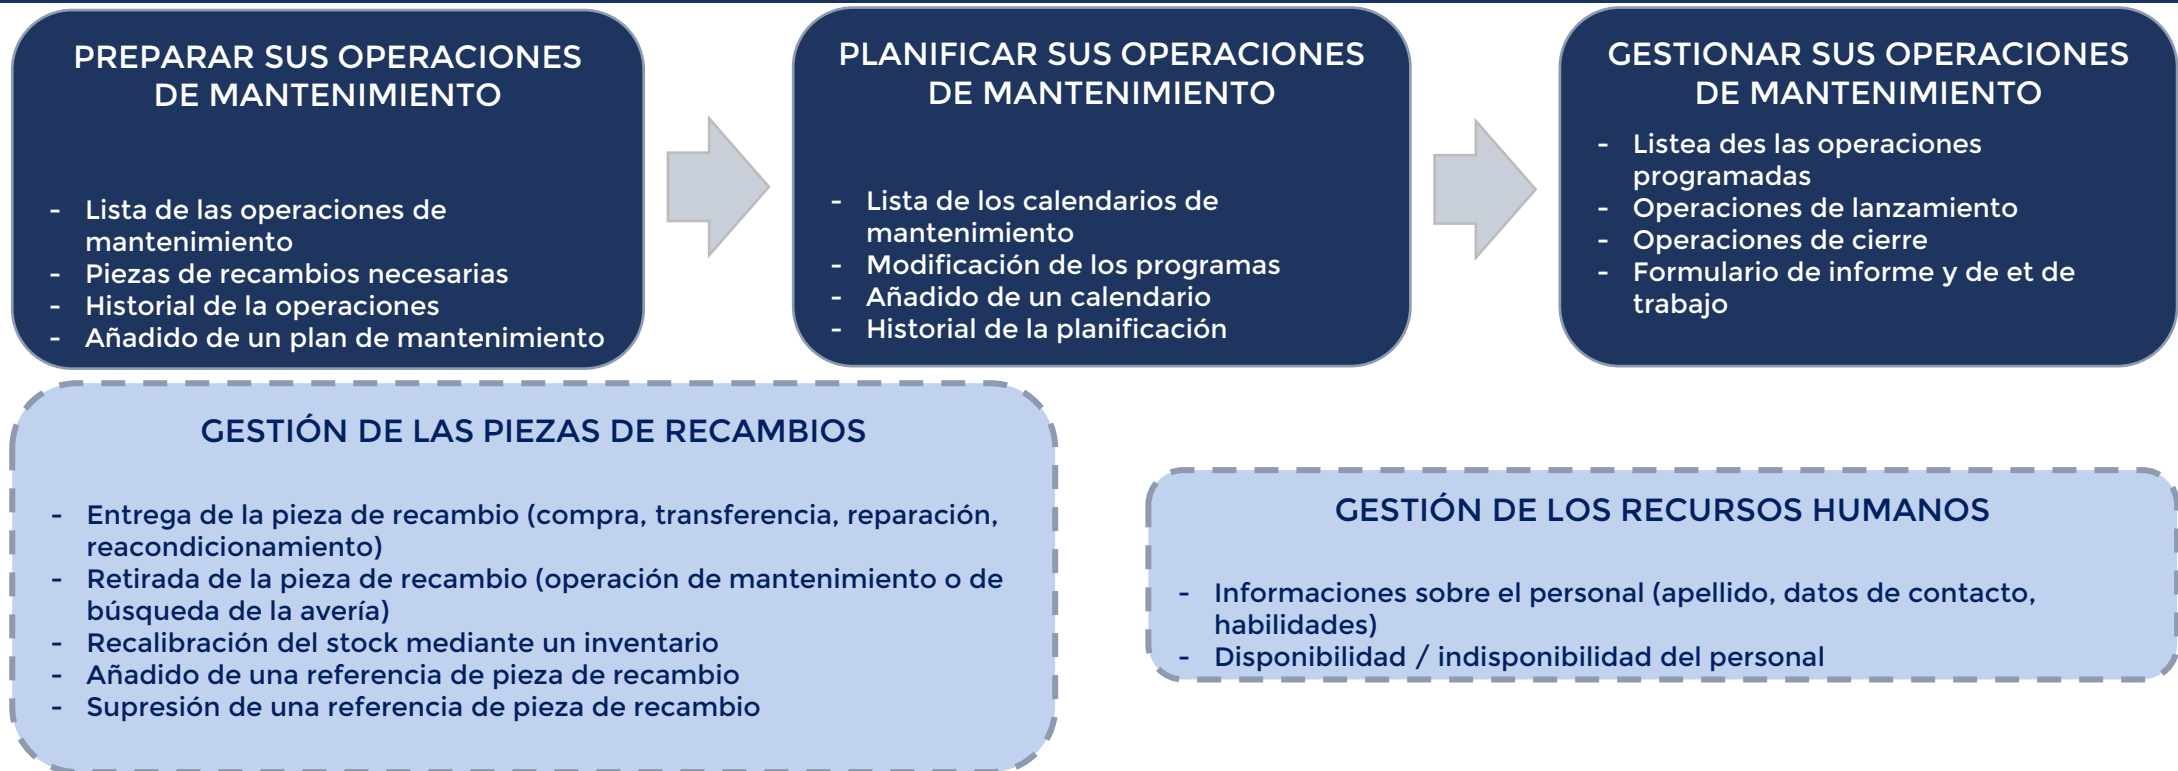 PREPARAR SUS OPERACIONES
DE MANTENIMIENTO
- Lista de las operaciones de
mantenimiento
- Piezas de recambios necesarias
- Historial de la operaciones
- Añadido de un plan de mantenimiento
PLANIFICAR SUS OPERACIONES
DE MANTENIMIENTO
- Lista de los calendarios de
mantenimiento
- Modificación de los programas
- Añadido de un calendario
- Historial de la planificación
GESTIONAR SUS OPERACIONES
DE MANTENIMIENTO
- Listea des las operaciones
programadas
- Operaciones de lanzamiento
- Operaciones de cierre
- Formulario de informe y de et de
trabajo
GESTIÓN DE LAS PIEZAS DE RECAMBIOS
- Entrega de la pieza de recambio (compra, transferencia, reparación,
reacondicionamiento)
- Retirada de la pieza de recambio (operación de mantenimiento o de
búsqueda de la avería)
- Recalibración del stock mediante un inventario
- Añadido de una referencia de pieza de recambio
- Supresión de una referencia de pieza de recambio
GESTIÓN DE LOS RECURSOS HUMANOS
- Informaciones sobre el personal (apellido, datos de contacto,
habilidades)
- Disponibilidad / indisponibilidad del personal